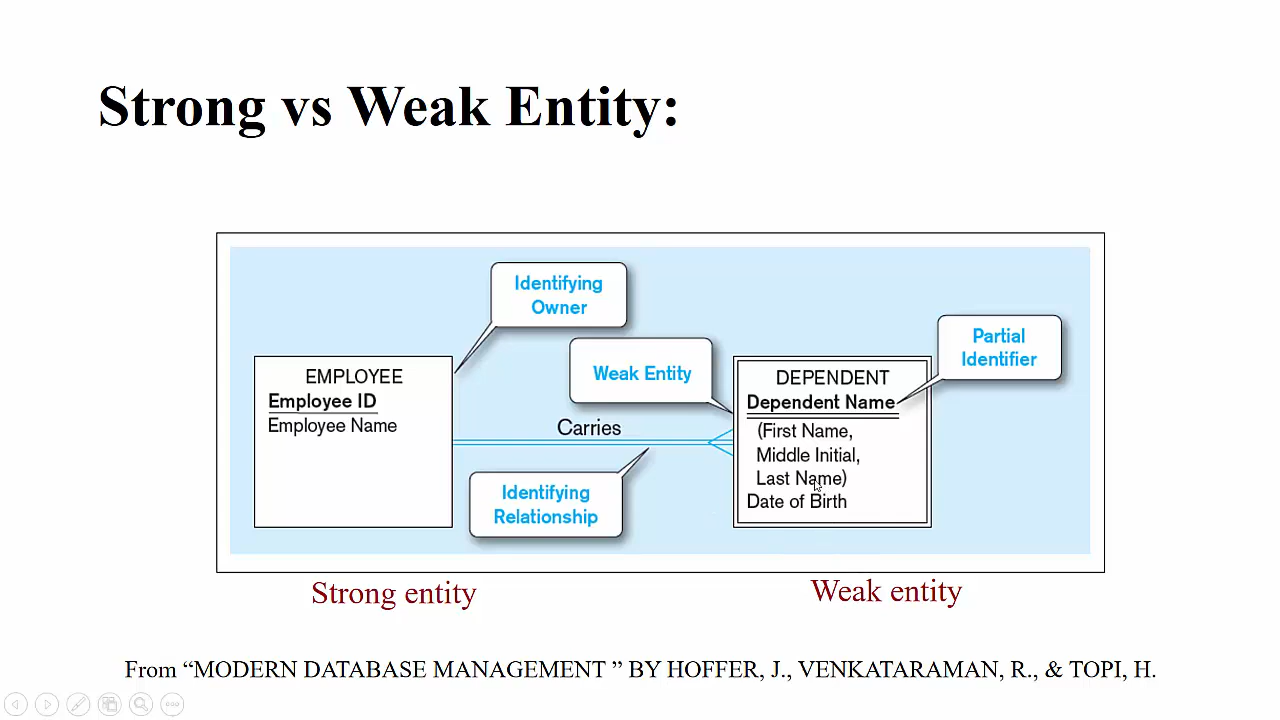 Strong vs Weak Entity:
Identifying
Owner
Partial
Identifier
Weak Entity
EMPLOYEE
Employee ID
Employee Name
Carries
DEPENDENT
Dependent Name
(First Name,
Middle Initial,
Last Name)
Date of Birth
Identifying
Relationship
Strong entity
Weak entity
From “MODERN DATABASE MANAGEMENT ” BY HOFFER, J., VENKATARAMAN, R., & TOPI, H.